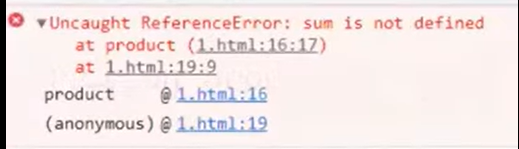 ▼Uncaught ReferenceError: sum is not defined
at product (1.html:16:17)
at 1.html:19:9
product @ 1.html:16
(anonymous) @ 1.html:19